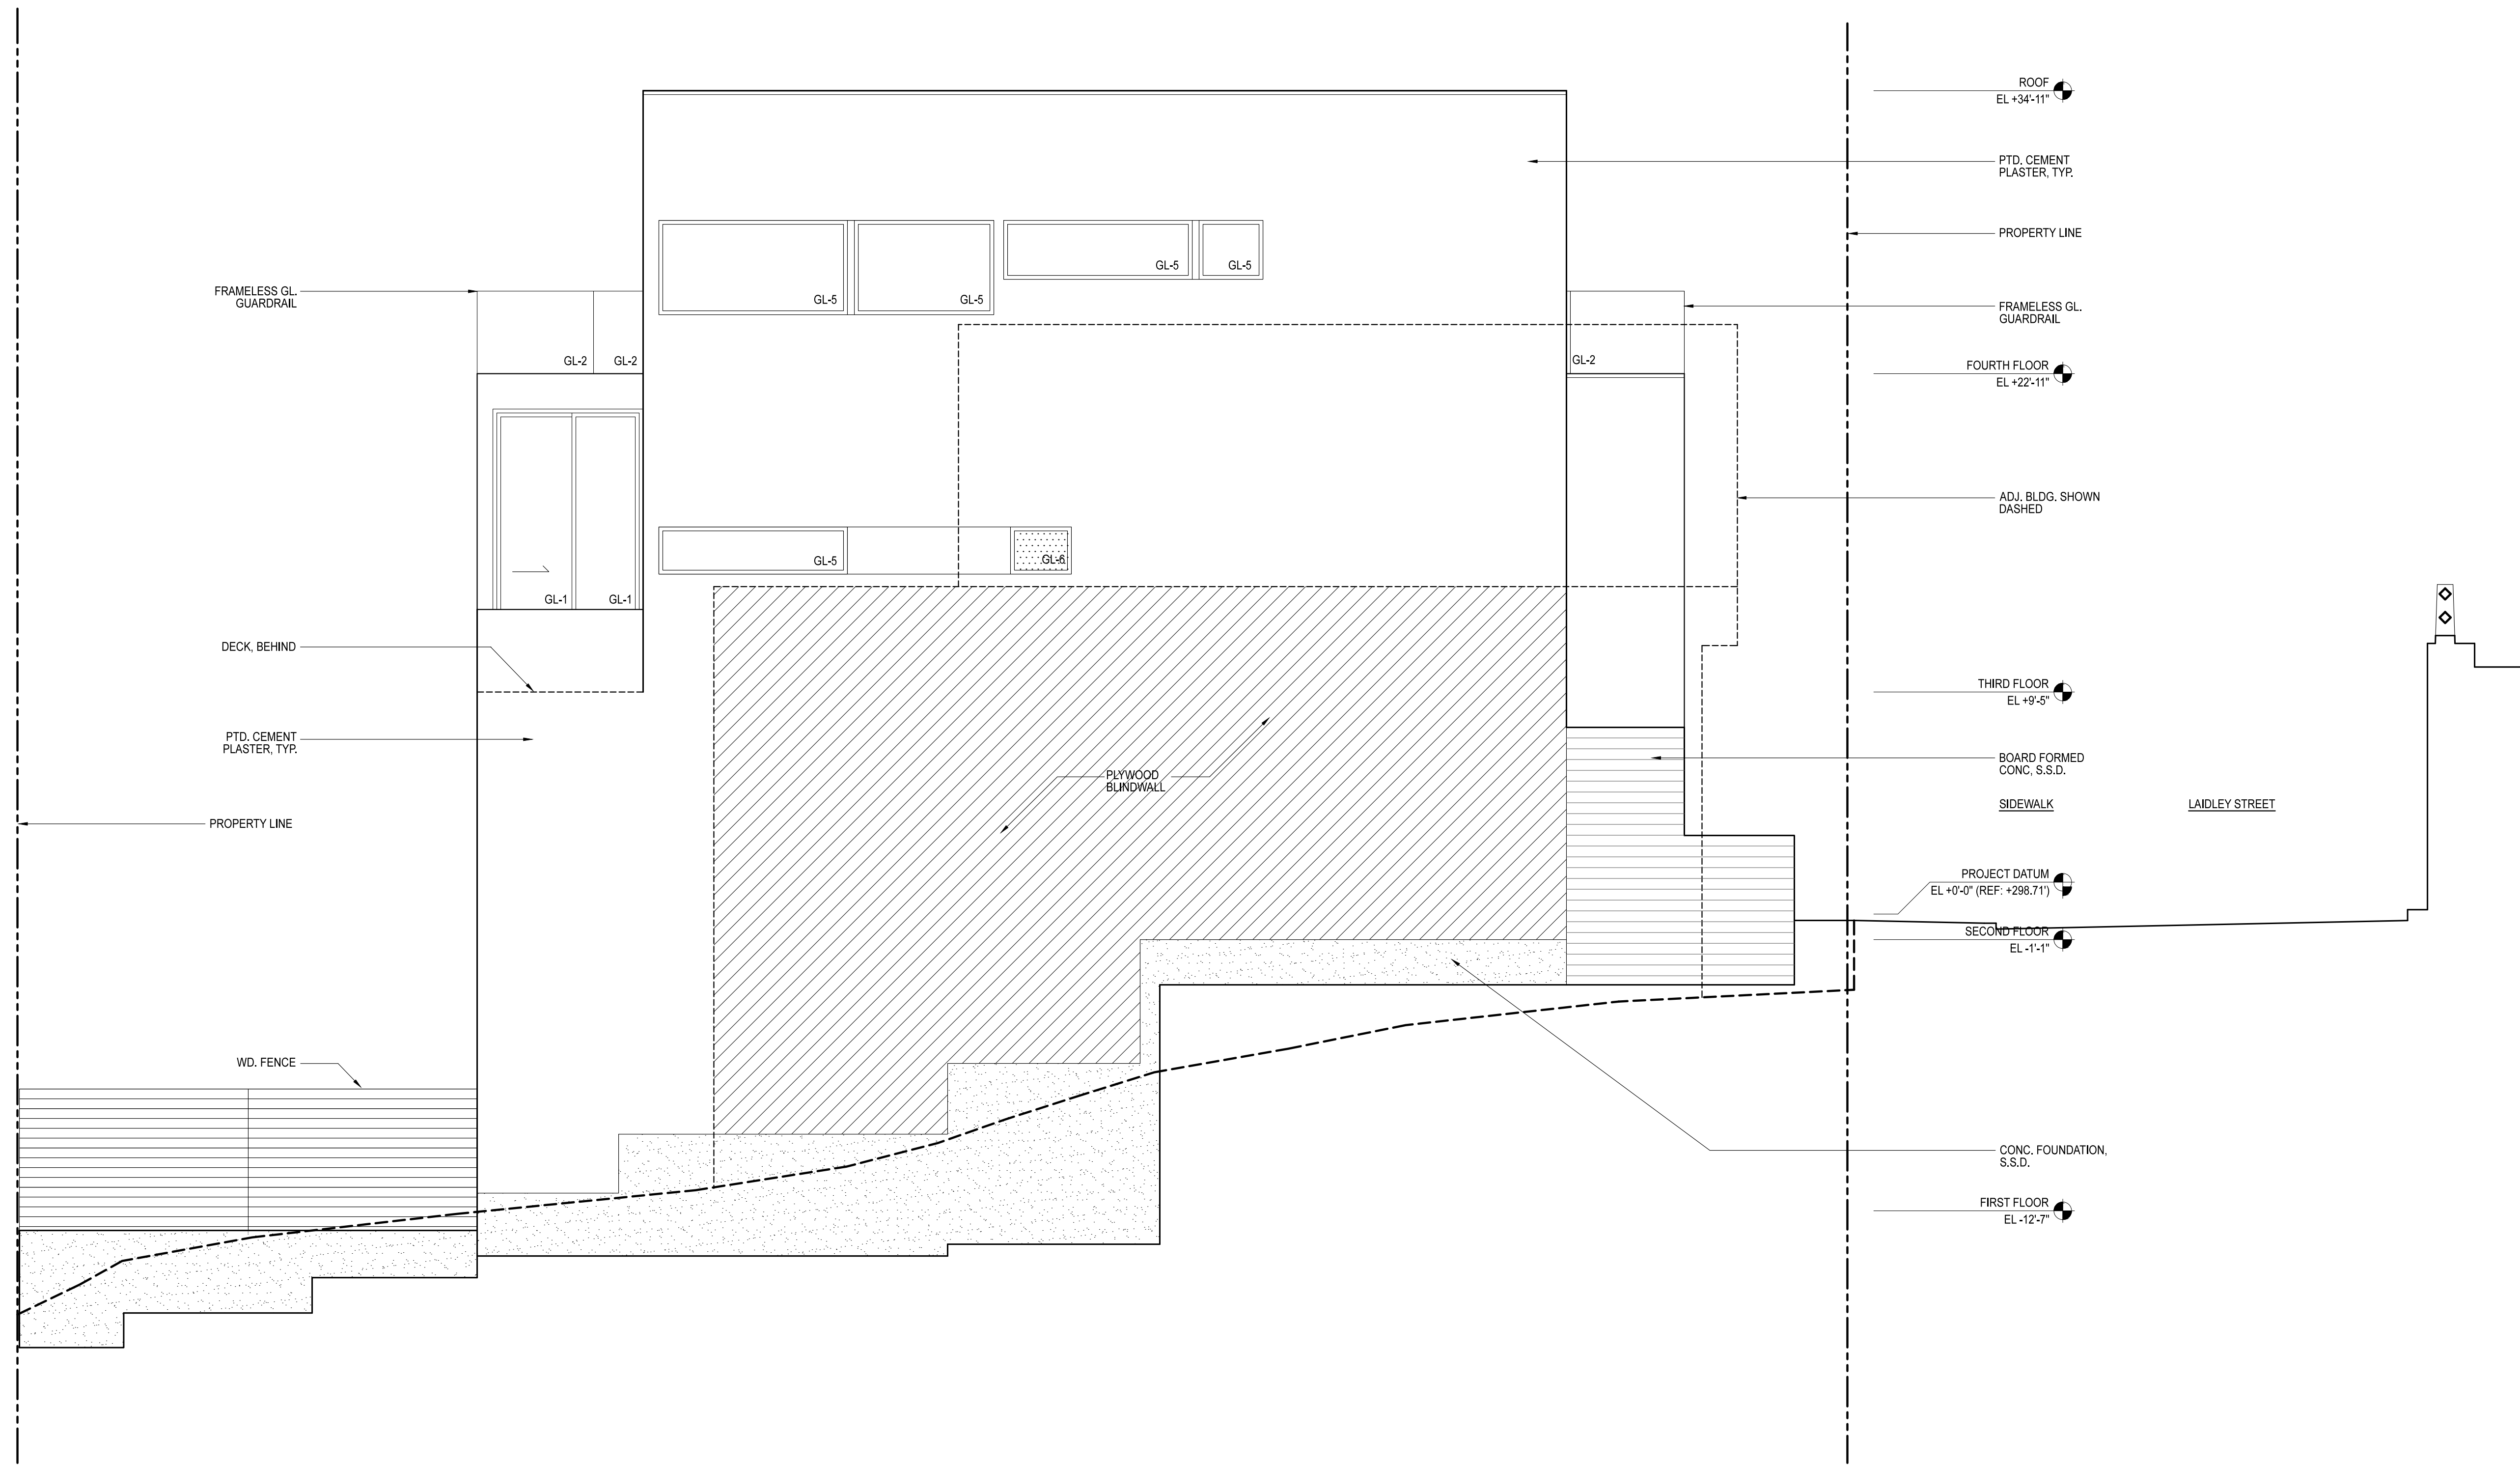 ROOF
EL +34'-11"
PTD. CEMENT
PLASTER, TYP.
PROPERTY LINE
GL-5
GL-5
GL-5
GL-5
FRAMELESS GL.
GUARDRAIL
FRAMELESS GL.
GUARDRAIL
GL-2
GL-2
GL-2
FOURTH FLOOR
EL +22'-11"
ADJ. BLDG. SHOWN
DASHED
GL-5
GL-6
GL-1
GL-1
DECK, BEHIND
THIRD FLOOR
EL +9'-5"
PTD. CEMENT
PLASTER, TYP.
BOARD FORMED
CONC, S.S.D.
PLYWOOD
BLINDWALL
SIDEWALK
LAIDLEY STREET
PROPERTY LINE
PROJECT DATUM
EL +0'-0" (REF: +298.71')
SECOND FLOOR
EL -1'-1"
WD. FENCE
CONC. FOUNDATION,
S.S.D.
FIRST FLOOR
EL -12'-7"